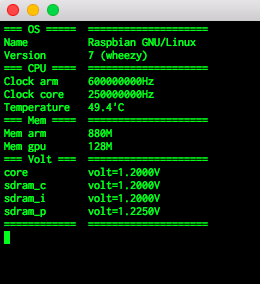 === OS =====  ====================
Name          Raspbian GNU/Linux
Version       7 (wheezy)
=== CPU ====  ====================
Clock arm     600000000Hz
Clock core    250000000Hz
Temperature   49.4'C
=== Mem ====  ====================
Mem arm       880M
Mem gpu       128M
=== Volt ===  ====================
core          volt=1.2000V
sdram_c       volt=1.2000V
sdram_i       volt=1.2000V
sdram_p       volt=1.2250V
============  ====================